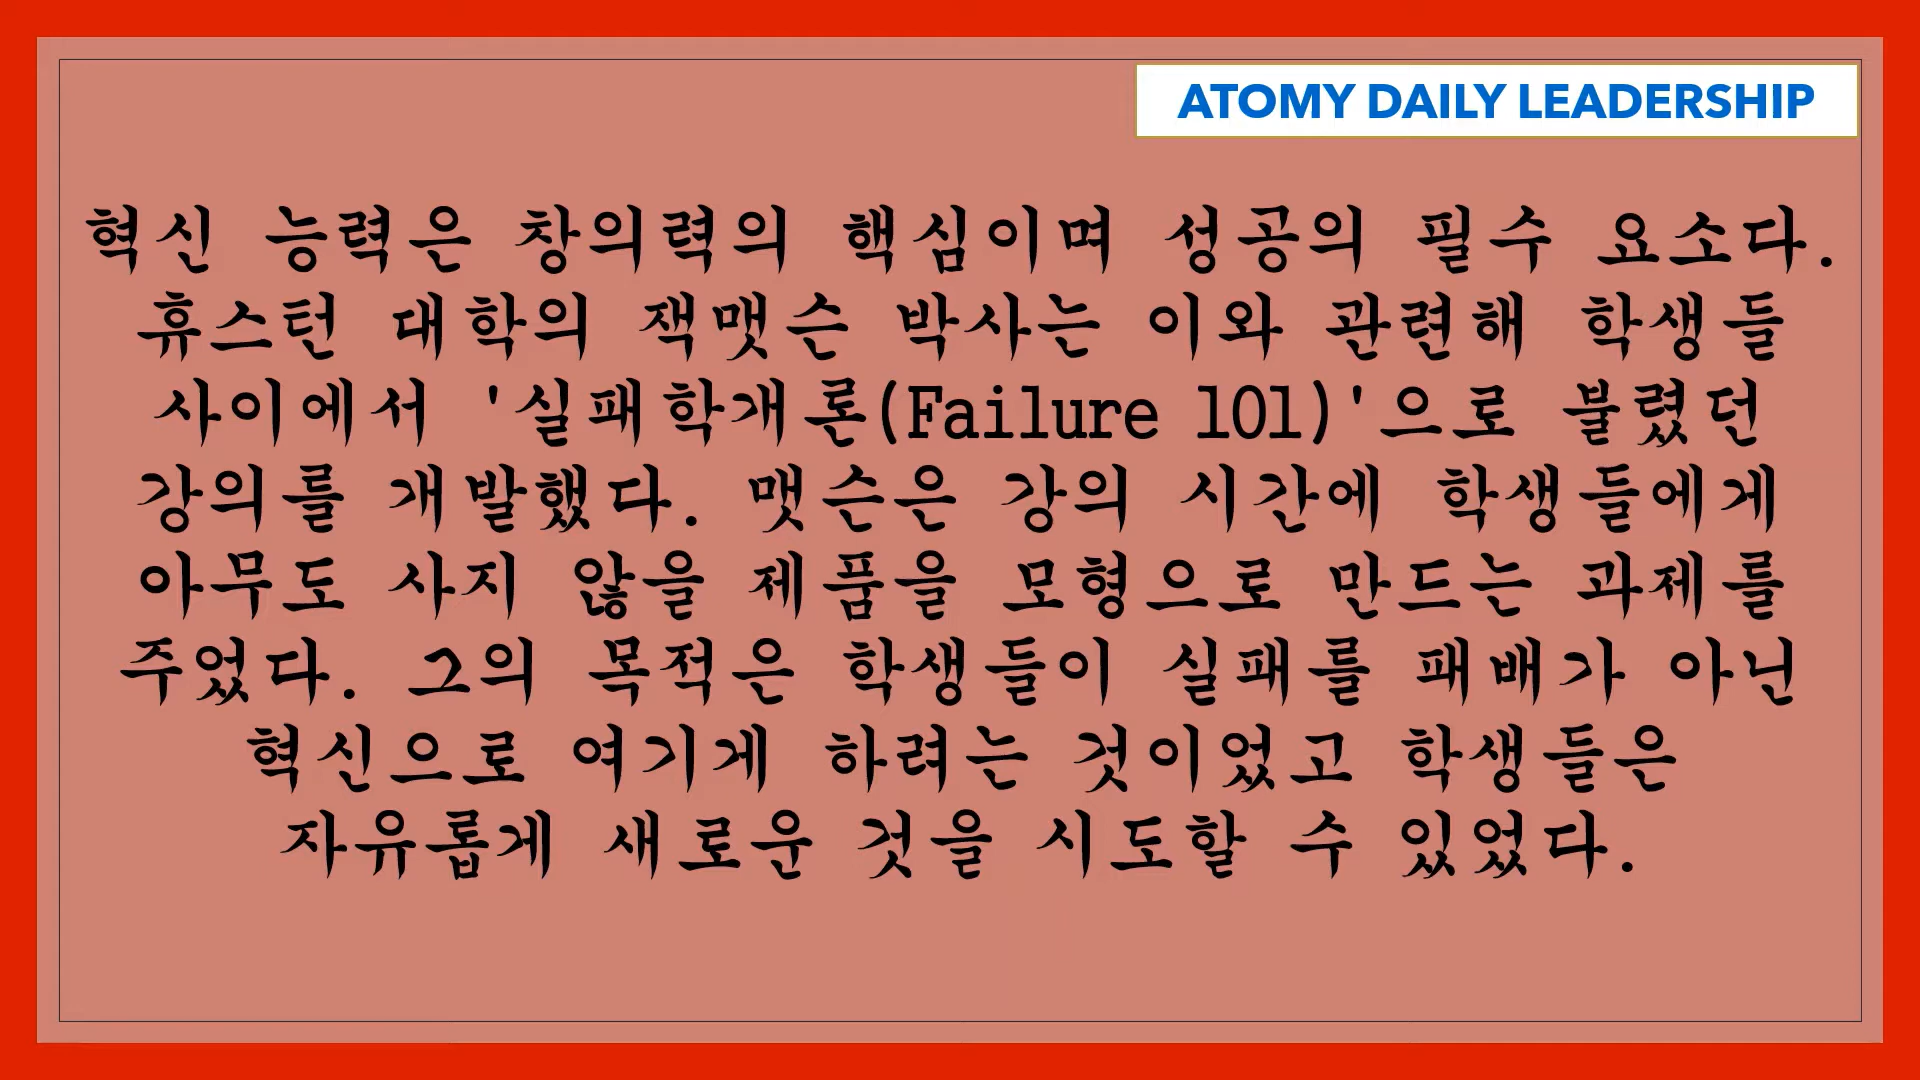 ATOMY DAILY LEADERSHIP
혁신 능력은 창의력의 핵심이며 성공의 필수 요소다.
휴스턴 대학의 잭맷슨 박사는 이와 관련해 학생들
사이에서 '실패학개론(Failure 101)'으로 불렸던
강의를 개발했다. 맷슨은 강의 시간에 학생들에게
아무도 사지 않을 제품을 모형으로 만드는 과제를
주었다. 그의 목적은 학생들이 실패를 패배가 아닌
혁신으로 여기게 하려는 것이었고 학생들은
자유롭게 새로운 것을 시도할 수 있었다.